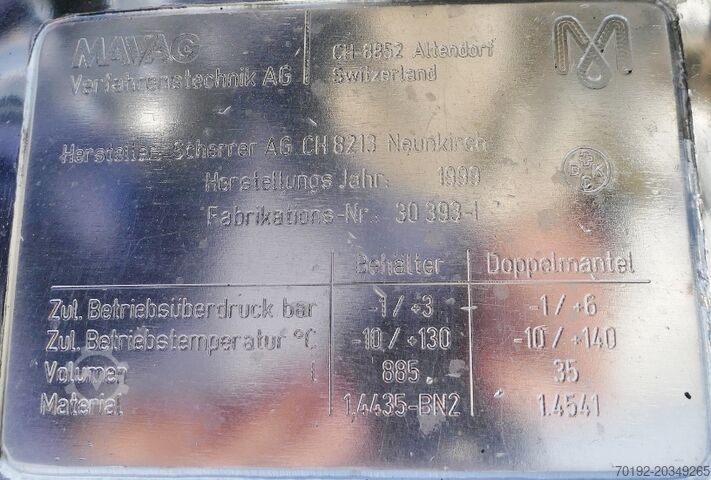 MAVAG
Verfahrenstechnik AG
CH-8852 Altendorf
Switzerland
Hersteller: Scherrer AG CH 8213 Neunkirch
Herstellungs Jahr: 1999
Fabrikations-Nr.: 30 393-1
Behälter Doppelmantel
Zul. Betriebsüberdruck bar -1 / +3 -1 / +6
Zul. Betriebstemperatur °C -10 / +130 -10 / +140
Volumen l 885 35
Material 1.4435-BN2 1.4541
70192-20349265